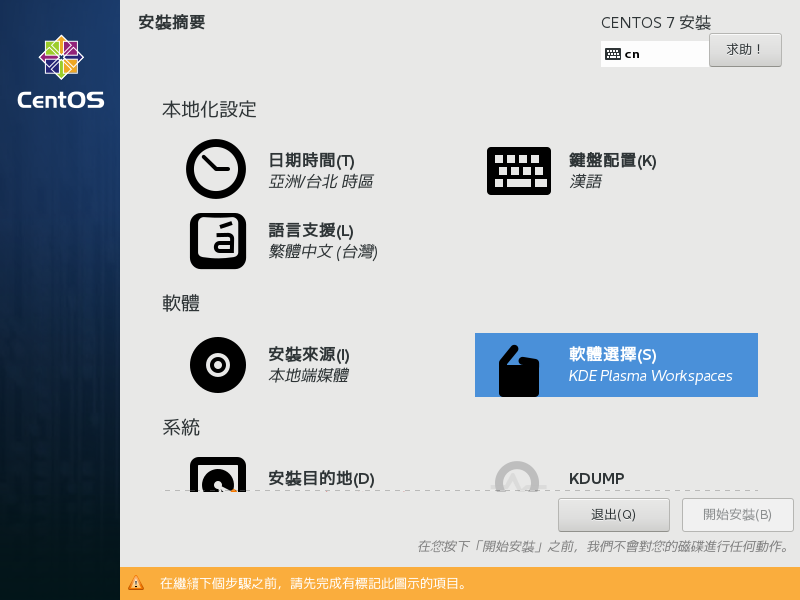 安裝摘要
CENTOS 7 安裝
cn
求助！
CentOS
本地化設定
日期時間(T)
亞洲/台北 時區
鍵盤配置(K)
漢語
語言支援(L)
繁體中文 (台灣)
軟體
安裝來源(I)
本地端媒體
軟體選擇(S)
KDE Plasma Workspaces
系統
安裝目的地(D)
KDUMP
退出(Q)
開始安裝(B)
在您按下「開始安裝」之前，我們不會對您的磁碟進行任何動作。
在繼續下個步驟之前，請先完成有標記此圖示的項目。